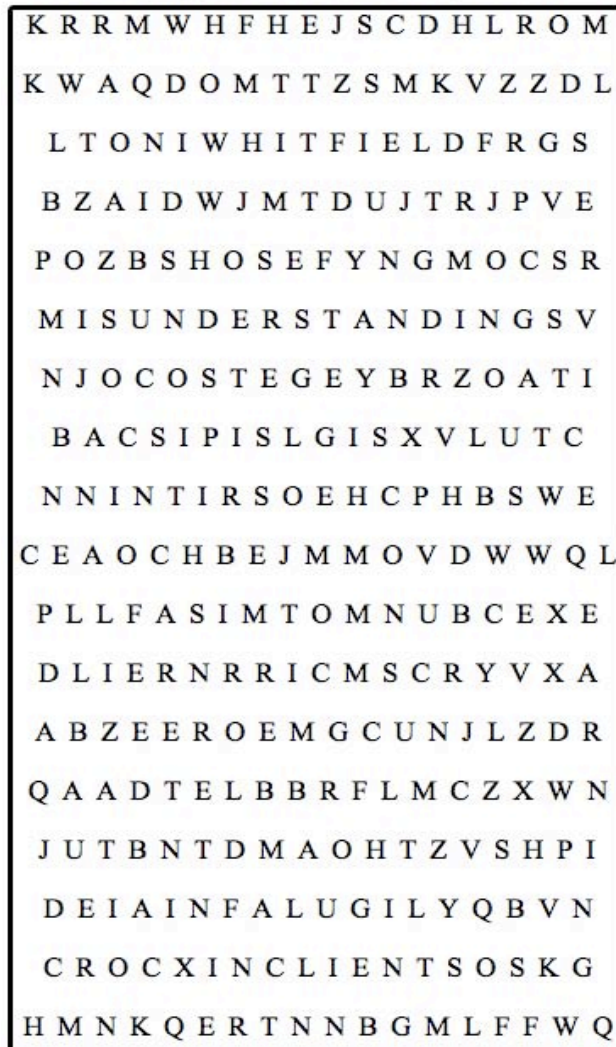 K R R M W H F H E J S C D H L R O M
K W A Q D O M T T Z S M K V Z Z D L
L T O N I W H I T F I E L D F R G S
B Z A I D W J M T D U J T R J P V E
P O Z B S H O S E F Y N G M O C S R
M I S U N D E R S T A N D I N G S V
N J O C O S T E G E Y B R Z O A T I
B A C S I P I S L G I S X V L U T C
N N I N T I R S O E H C P H B S W E
C E A O C H B E J M M O V D W W Q L
P L L F A S I M T O M N U B C E X E
D L I E R N R R I C M S C R Y V X A
A B Z E E R O E M G C U N J L Z D R
Q A A D T E L B B R F L M C Z X W N
J U T B N T D M A O H T Z V S H P I
D E I A I N F A L U G I L Y Q B V N
C R O C X I N C L I E N T S O S K G
H M N K Q E R T N N B G M L F F W Q